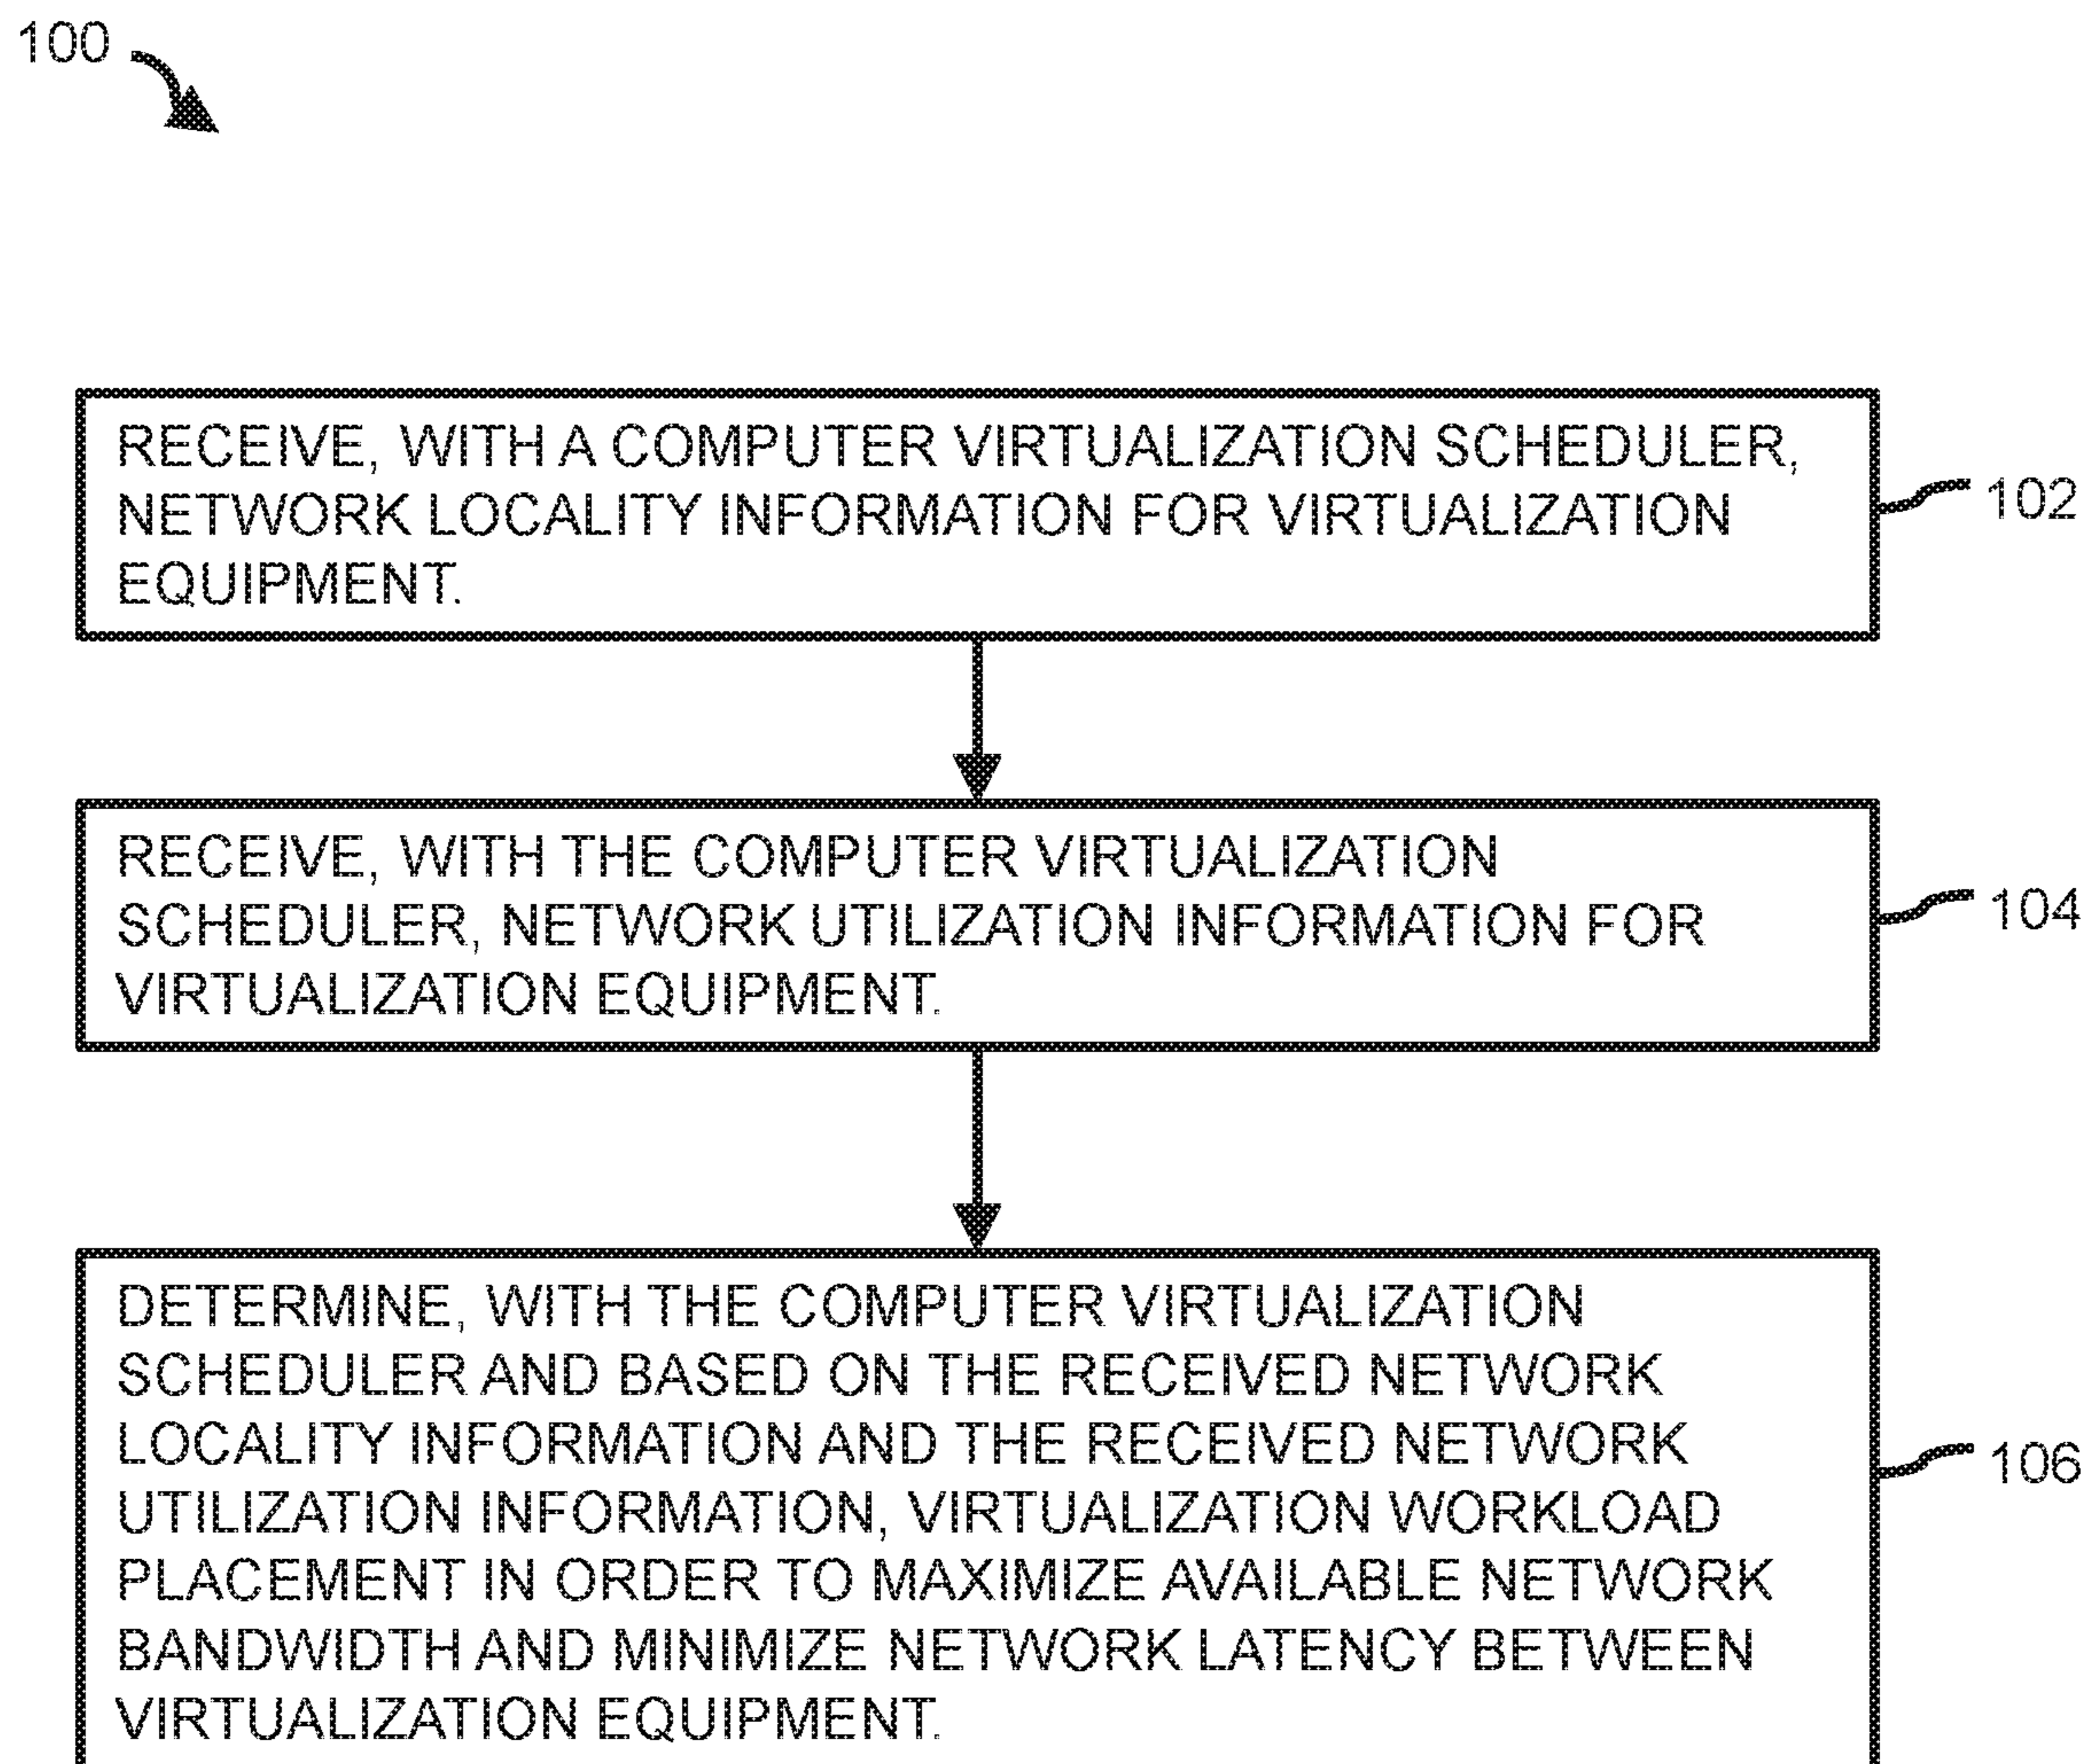 100
RECEIVE, WITH A COMPUTER VIRTUALIZATION SCHEDULER,
NETWORK LOCALITY INFORMATION FOR VIRTUALIZATION
EQUIPMENT.
102
RECEIVE, WITH THE COMPUTER VIRTUALIZATION
SCHEDULER, NETWORK UTILIZATION INFORMATION FOR
VIRTUALIZATION EQUIPMENT.
104
DETERMINE, WITH THE COMPUTER VIRTUALIZATION
SCHEDULER AND BASED ON THE RECEIVED NETWORK
LOCALITY INFORMATION AND THE RECEIVED NETWORK
UTILIZATION INFORMATION, VIRTUALIZATION WORKLOAD
PLACEMENT IN ORDER TO MAXIMIZE AVAILABLE NETWORK
BANDWIDTH AND MINIMIZE NETWORK LATENCY BETWEEN
VIRTUALIZATION EQUIPMENT.
106